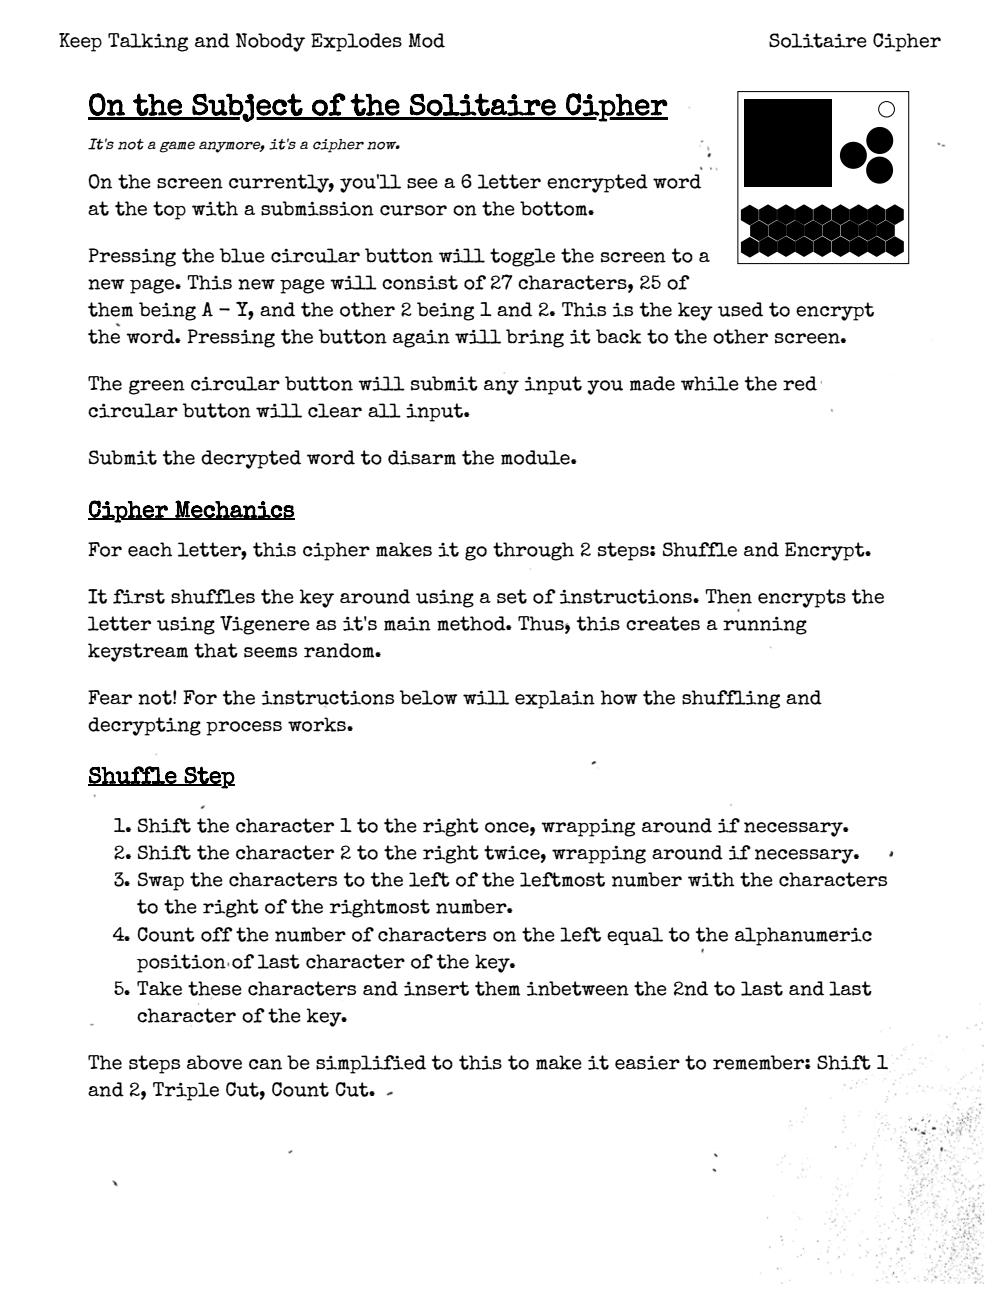 Keep Talking and Nobody Explodes Mod
Solitaire Cipher
On the Subject of the Solitaire Cipher
It's not a game anymore, it's a cipher now.
On the screen currently, you'll see a 6 letter encrypted word
at the top with a submission cursor on the bottom.
Pressing the blue circular button will toggle the screen to a
new page. This new page will consist of 27 characters, 25 of
them being A - Y, and the other 2 being 1 and 2. This is the key used to encrypt
the word. Pressing the button again will bring it back to the other screen.
The green circular button will submit any input you made while the red
circular button will clear all input.
Submit the decrypted word to disarm the module.
Cipher Mechanics
For each letter, this cipher makes it go through 2 steps: Shuffle and Encrypt.
It first shuffles the key around using a set of instructions. Then encrypts the
letter using Vigenere as it's main method. Thus, this creates a running
keystream that seems random.
Fear not! For the instructions below will explain how the shuffling and
decrypting process works.
Shuffle Step
1. Shift the character 1 to the right once, wrapping around if necessary.
2. Shift the character 2 to the right twice, wrapping around if necessary.
3. Swap the characters to the left of the leftmost number with the characters
to the right of the rightmost number.
4. Count off the number of characters on the left equal to the alphanumeric
position of last character of the key.
5. Take these characters and insert them inbetween the 2nd to last and last
character of the key.
The steps above can be simplified to this to make it easier to remember: Shift 1
and 2, Triple Cut, Count Cut.